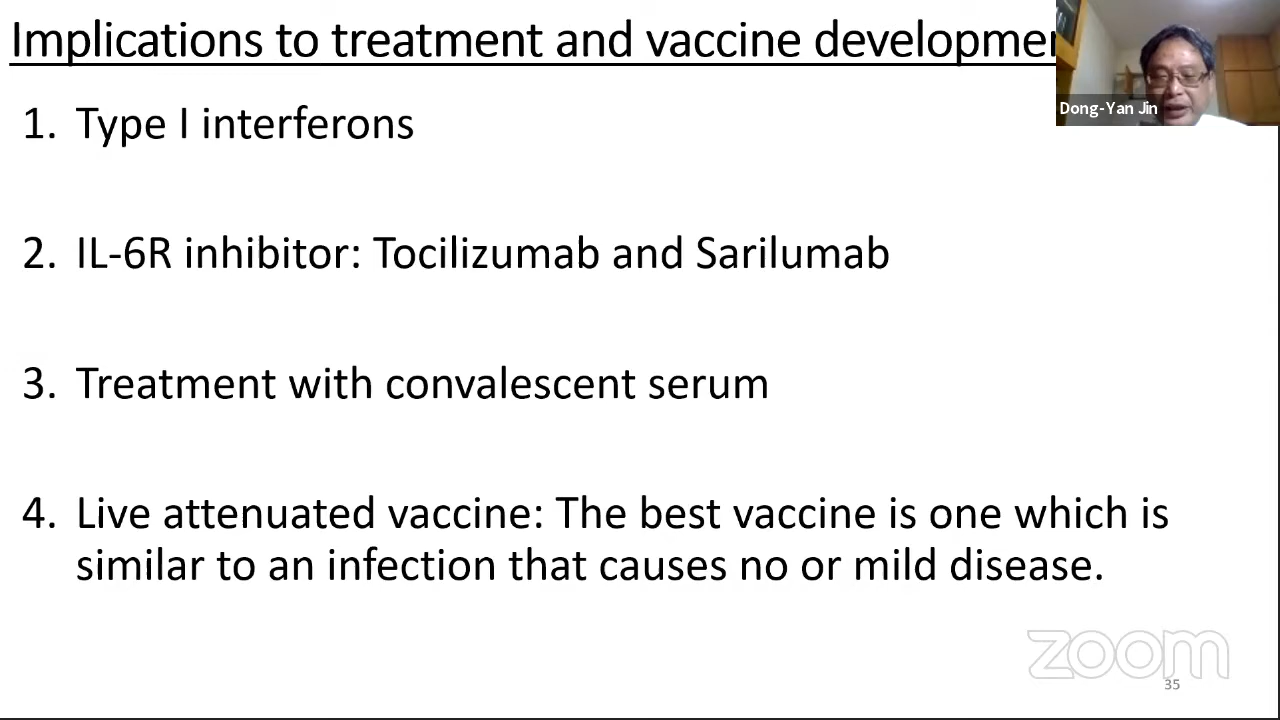 Implications to treatment and vaccine developmen
Dong-Yan Jin
1. Type I interferons
2. IL-6R inhibitor: Tocilizumab and Sarilumab
3. Treatment with convalescent serum
4. Live attenuated vaccine: The best vaccine is one which is
similar to an infection that causes no or mild disease.
zoom
35